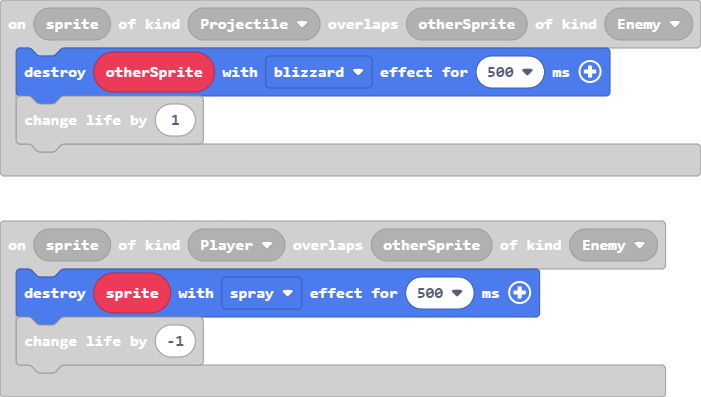 on sprite of kind Projectile overlaps otherSprite of kind Enemy
destroy otherSprite with blizzard effect for 500 ms
change life by 1
on sprite of kind Player overlaps otherSprite of kind Enemy
destroy sprite with spray effect for 500 ms
change life by -1